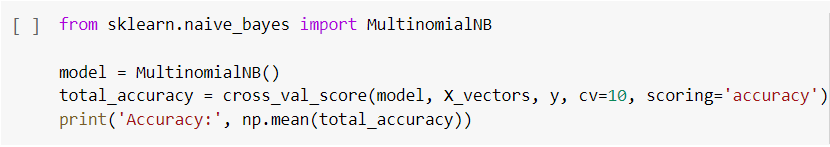 [ ] from sklearn.naive_bayes import MultinomialNB
model = MultinomialNB()
total_accuracy = cross_val_score(model, X_vectors, y, cv=10, scoring='accuracy')
print('Accuracy:', np.mean(total_accuracy))